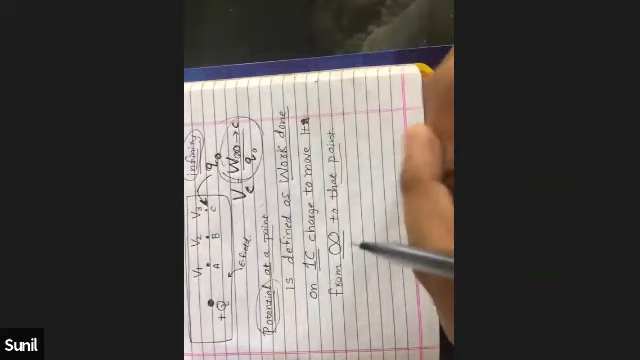 (infinity)
q₀
V₁ V₂ V₃
+Q A B C
Efield
V_C = W∞→C / q₀
Potential at a point
is defined as Work done
on 1C charge to move it
from ∞ to that point.
Sunil